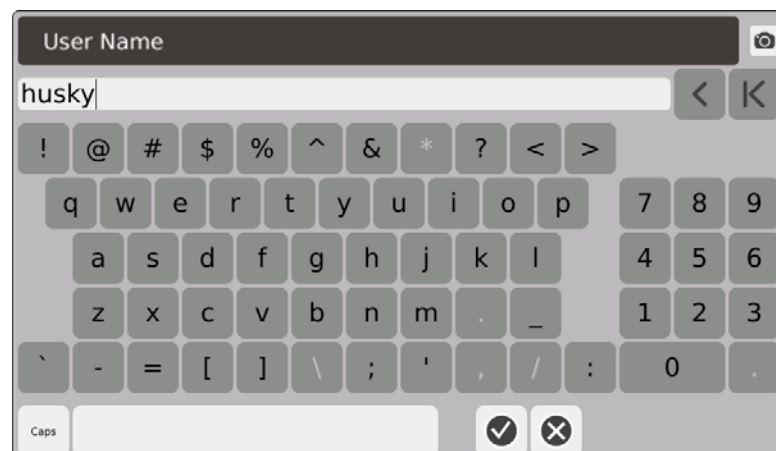 User Name
husky
! @ # $ % ^ & * ? < >
q w e r t y u i o p 7 8 9
a s d f g h j k l 4 5 6
z x c v b n m . _ 1 2 3
` - = [ ] \ ; ' , / : 0 .
Caps